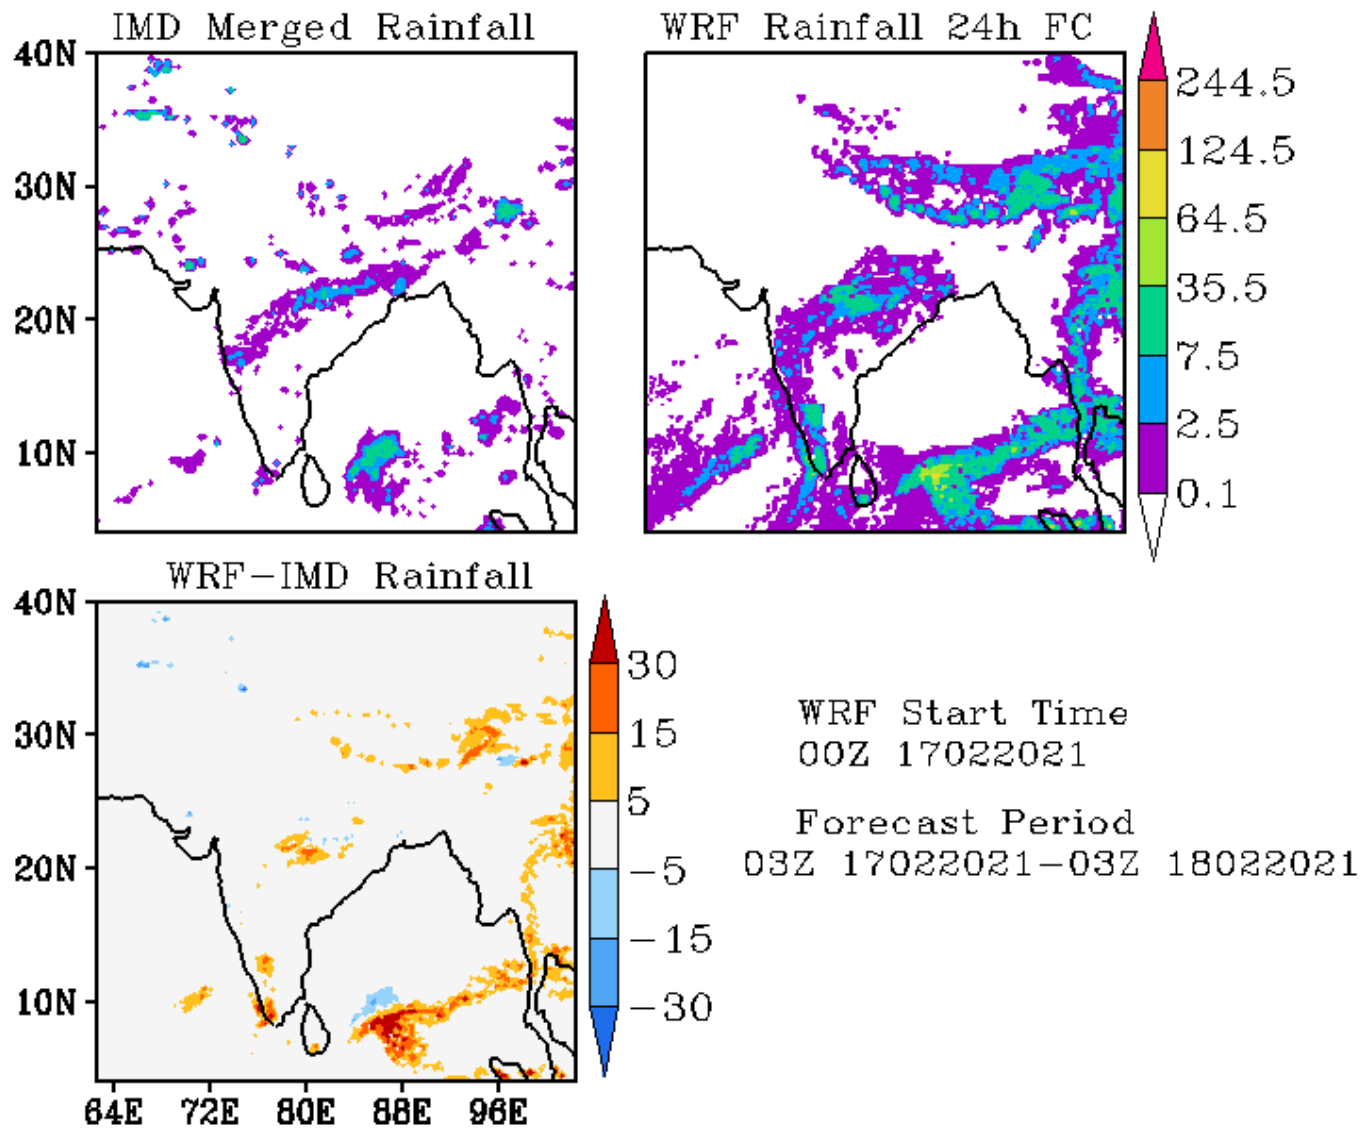 IMD Merged Rainfall
40N
30N
20N
10N
WRF Rainfall 24h FC
244.5
124.5
64.5
35.5
7.5
2.5
0.1
WRF-IMD Rainfall
40N
30N
20N
10N
64E 72E 80E 88E 96E
30
15
5
-5
-15
-30
WRF Start Time
00Z 17022021
Forecast Period
03Z 17022021-03Z 18022021